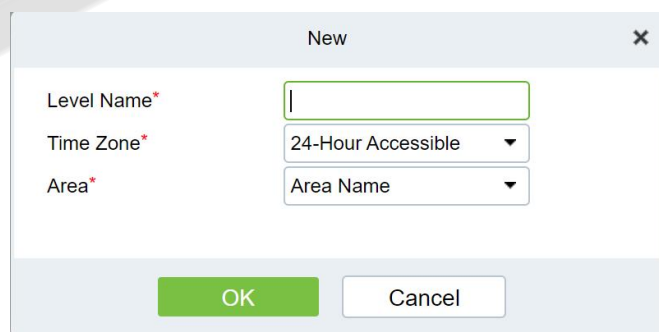 New
Level Name*
Time Zone* 24-Hour Accessible
Area* Area Name
OK Cancel